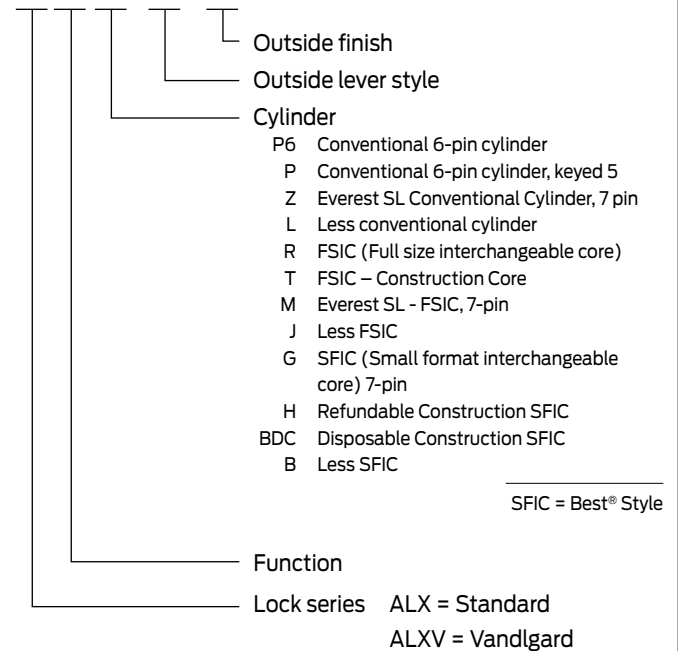 Outside finish
Outside lever style
Cylinder
P6 Conventional 6-pin cylinder
P Conventional 6-pin cylinder, keyed 5
Z Everest SL Conventional Cylinder, 7 pin
L Less conventional cylinder
R FSIC (Full size interchangeable core)
T FSIC – Construction Core
M Everest SL - FSIC, 7-pin
J Less FSIC
G SFIC (Small format interchangeable
core) 7-pin
H Refundable Construction SFIC
BDC Disposable Construction SFIC
B Less SFIC
SFIC = Best® Style
Function
Lock series ALX = Standard
ALXV = Vandlgard